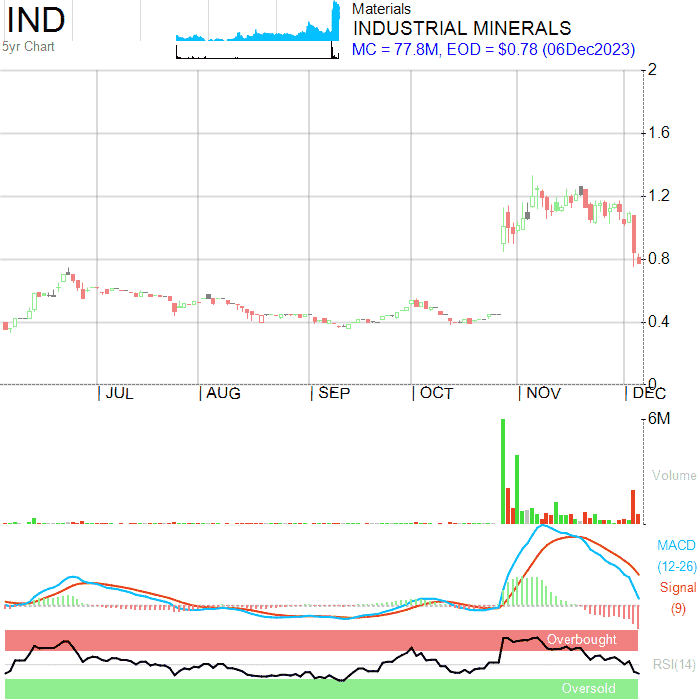 IND
5yr Chart
Materials
INDUSTRIAL MINERALS
MC = 77.8M, EOD = $0.78 (06Dec2023)
2
1.6
1.2
0.8
0.4
0
JUL AUG SEP OCT NOV DEC
6M
Volume
MACD
(12-26)
Signal
(9)
Overbought
RSI(14)
Oversold